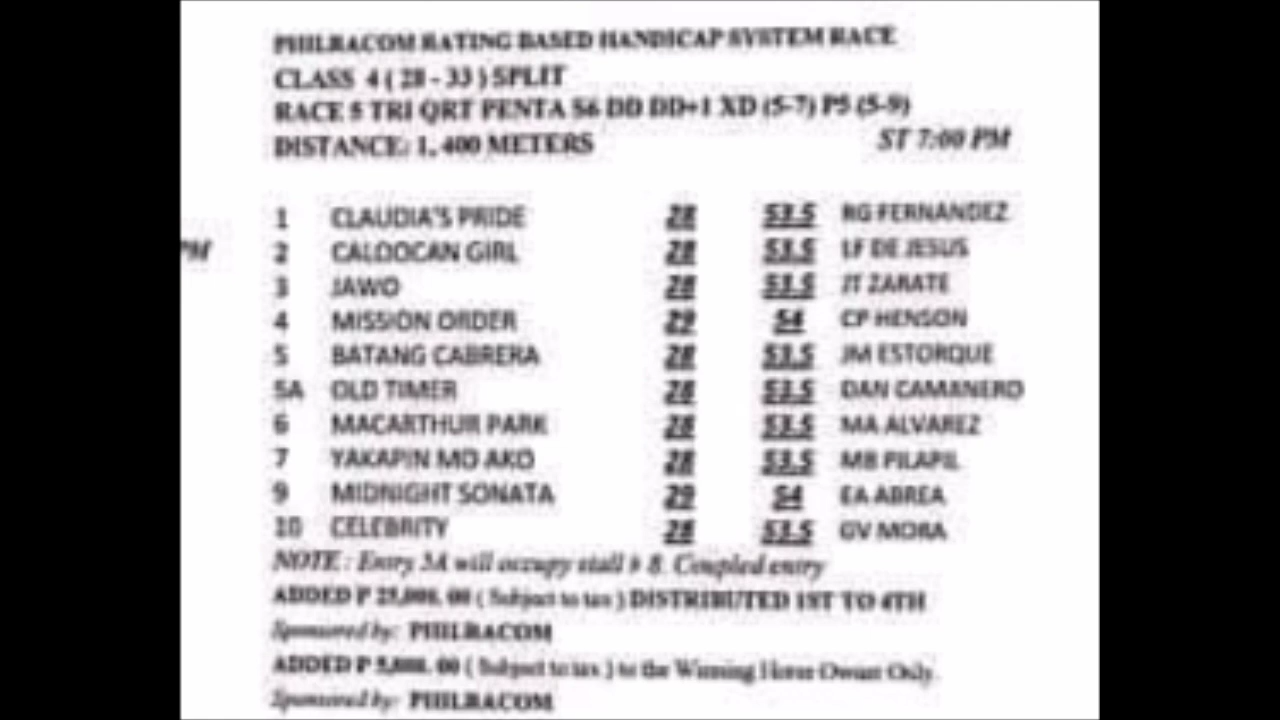 PHILRACOM RATING BASED HANDICAP SYSTEM RACE
CLASS 4 ( 28 - 33 ) SPLIT
RACE 5 TRI QRT PENTA S6 DD DD+1 XD (5-7) P5 (5-9)
DISTANCE: 1, 400 METERS ST 7:00 PM
1 CLAUDIA'S PRIDE 28 53.5 RG FERNANDEZ
PM 2 CALOOCAN GIRL 28 53.5 LF DE JESUS
3 JAWO 28 53.5 JT ZARATE
4 MISSION ORDER 29 54 CP HENSON
5 BATANG CABRERA 28 53.5 JM ESTORQUE
5A OLD TIMER 28 53.5 DAN CAMANERO
6 MACARTHUR PARK 28 53.5 MA ALVAREZ
7 YAKAPIN MO AKO 28 53.5 MB PILAPIL
9 MIDNIGHT SONATA 29 54 EA ABREA
10 CELEBRITY 28 53.5 GV MORA
NOTE : Entry 5A will occupy stall # 8. Coupled entry
ADDED P 25,000. 00 ( Subject to tax ) DISTRIBUTED 1ST TO 4TH
Sponsored by: PHILRACOM
ADDED P 5,000. 00 ( Subject to tax ) to the Winning Horse Owner Only.
Sponsored by: PHILRACOM